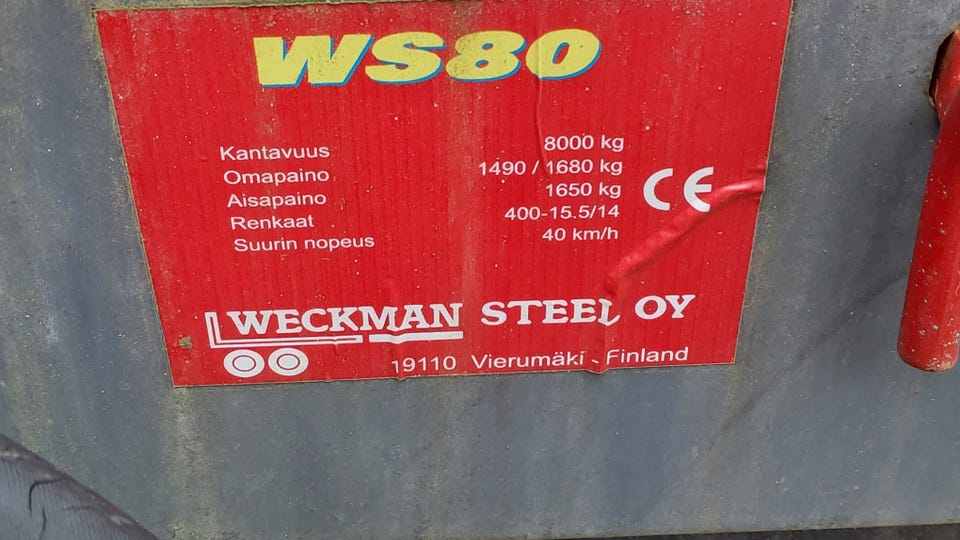 WS80
Kantavuus 8000 kg
Omapaino 1490 / 1680 kg
Aisapaino 1650 kg
Renkaat 400-15.5/14
Suurin nopeus 40 km/h
CE
WECKMAN STEEL OY
19110 Vierumäki - Finland